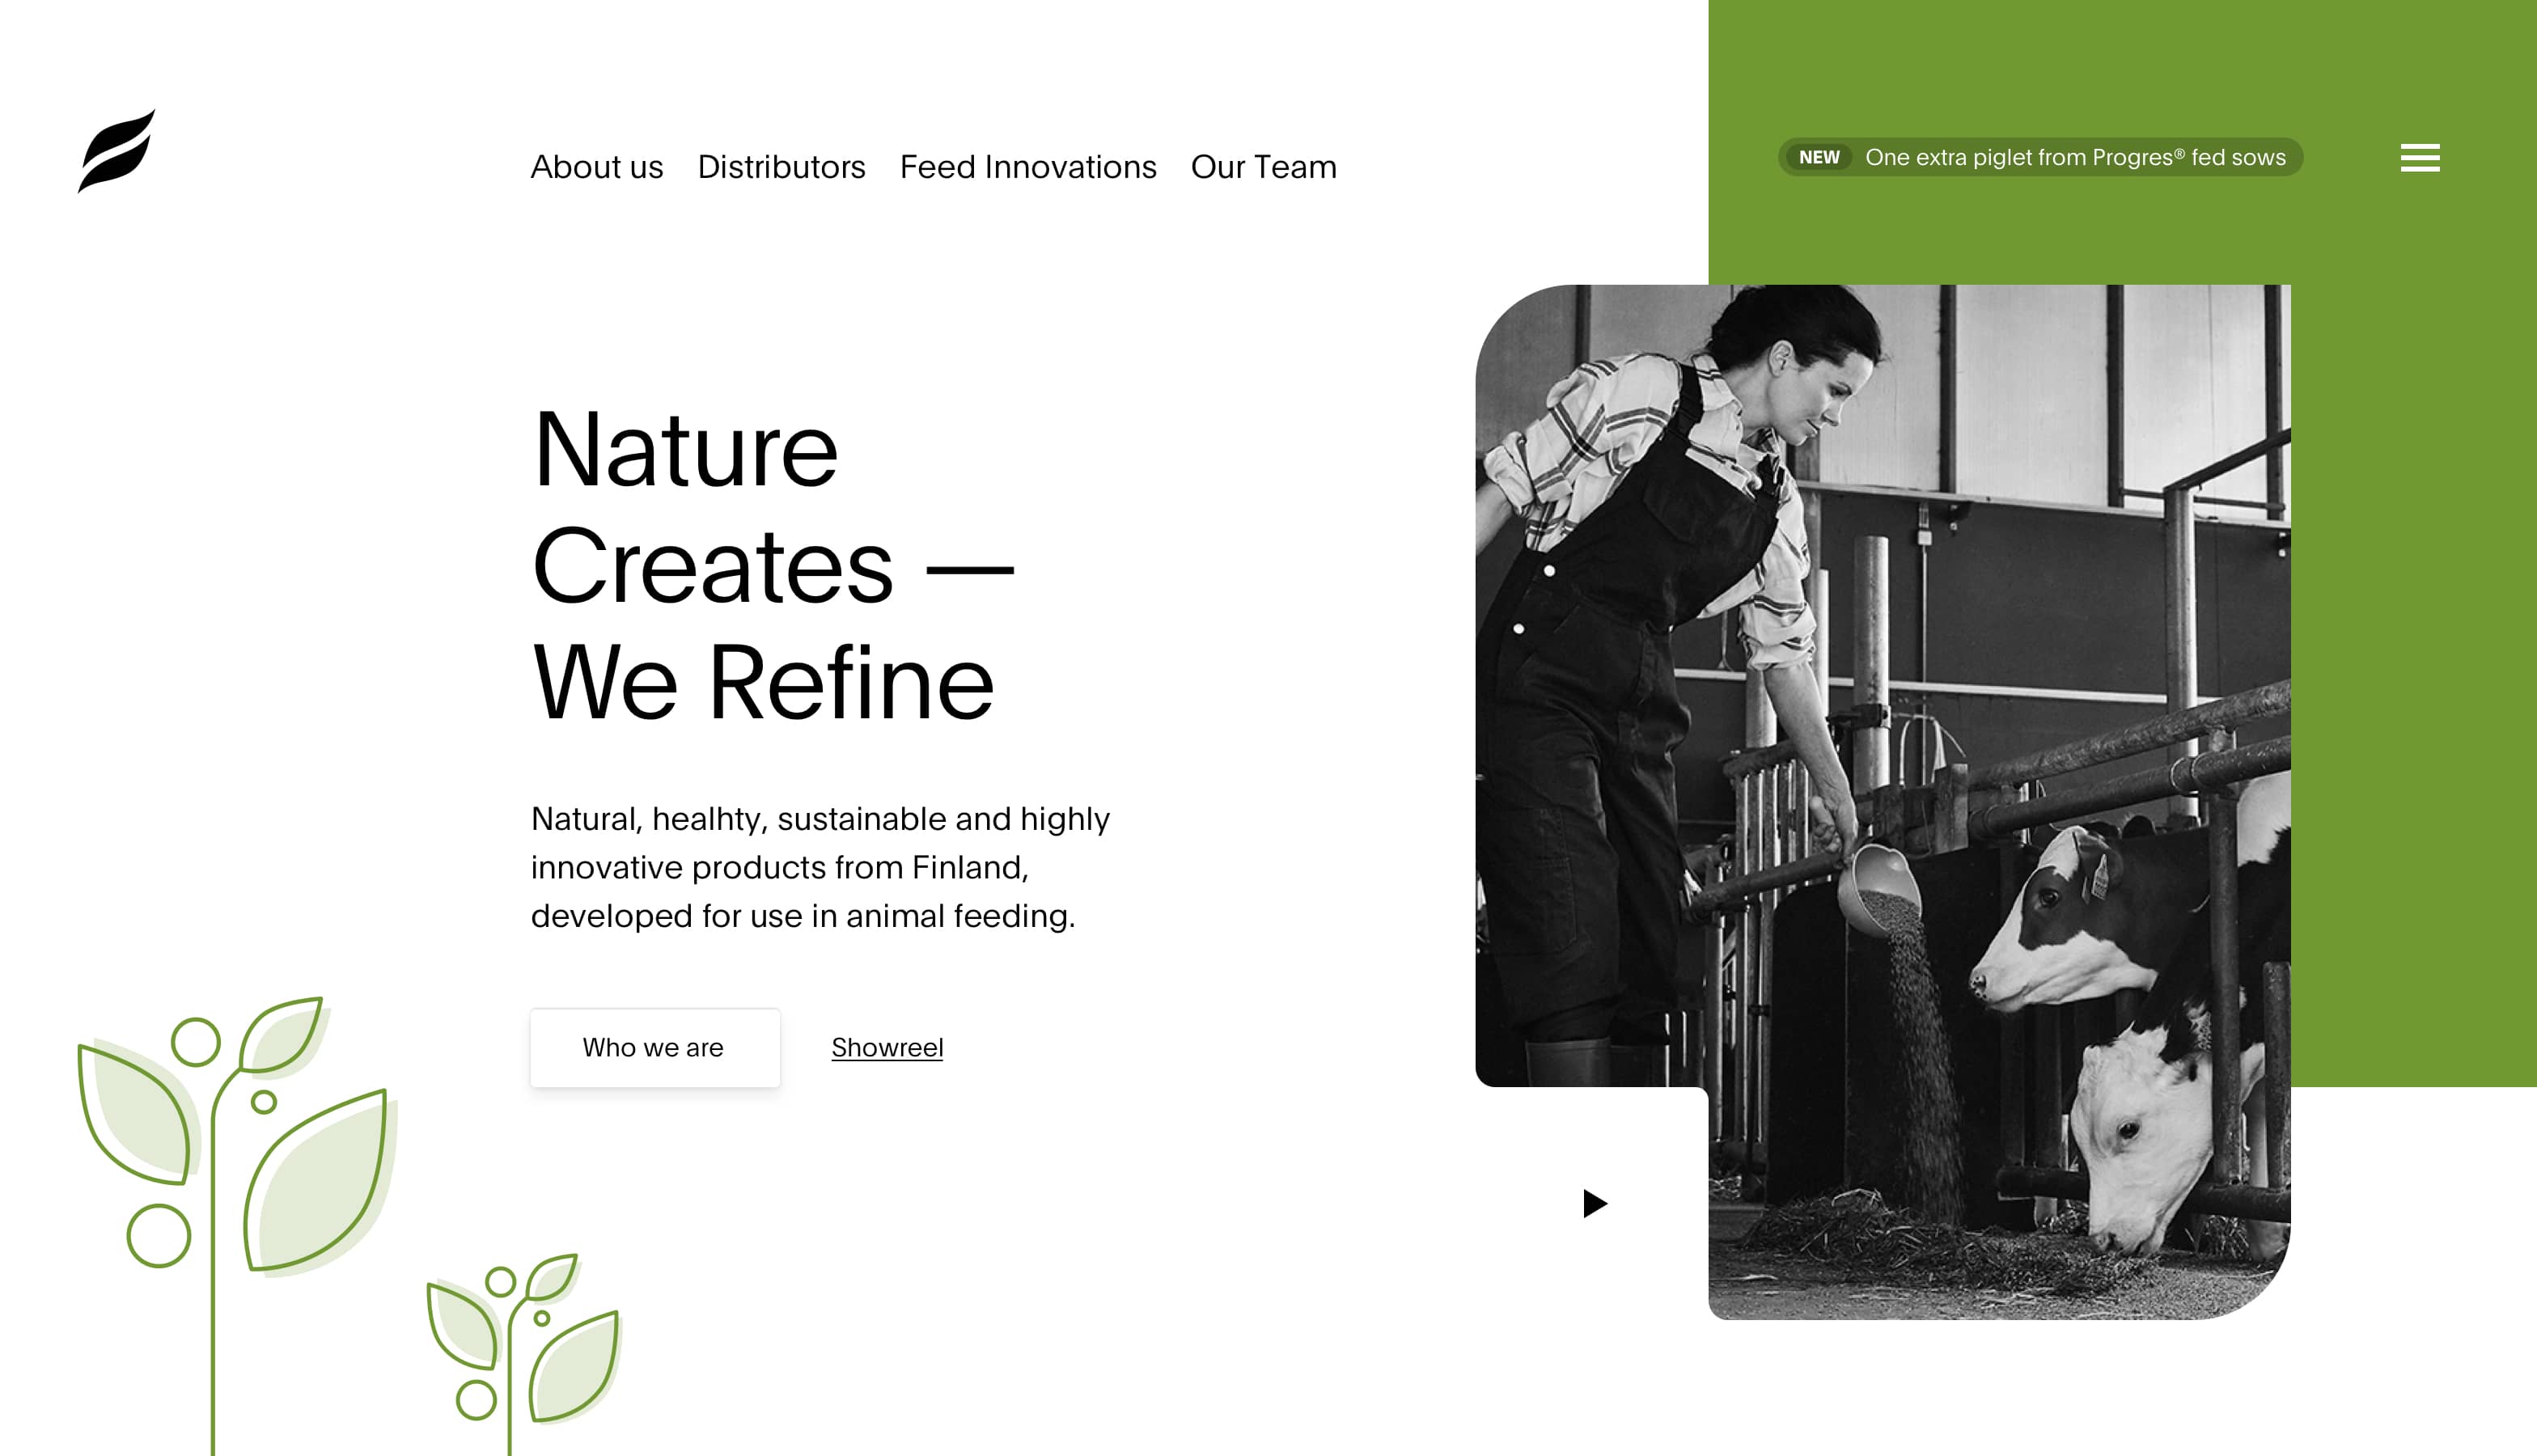 About us
Distributors
Feed Innovations
Our Team
NEW One extra piglet from Progres® fed sows
Nature
Creates —
We Refine
Natural, healhty, sustainable and highly
innovative products from Finland,
developed for use in animal feeding.
Who we are
Showreel